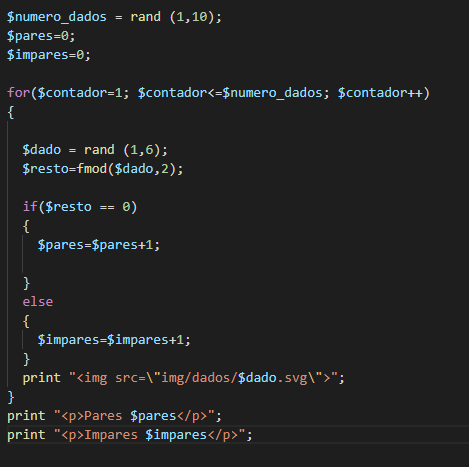 $numero_dados = rand (1,10);
$pares=0;
$impares=0;
for($contador=1; $contador<=$numero_dados; $contador++)
{
$dado = rand (1,6);
$resto=fmod($dado,2);
if($resto == 0)
{
$pares=$pares+1;
}
else
{
$impares=$impares+1;
}
print "<img src=\"img/dados/$dado.svg\">";
}
print "<p>Pares $pares</p>";
print "<p>Impares $impares</p>";